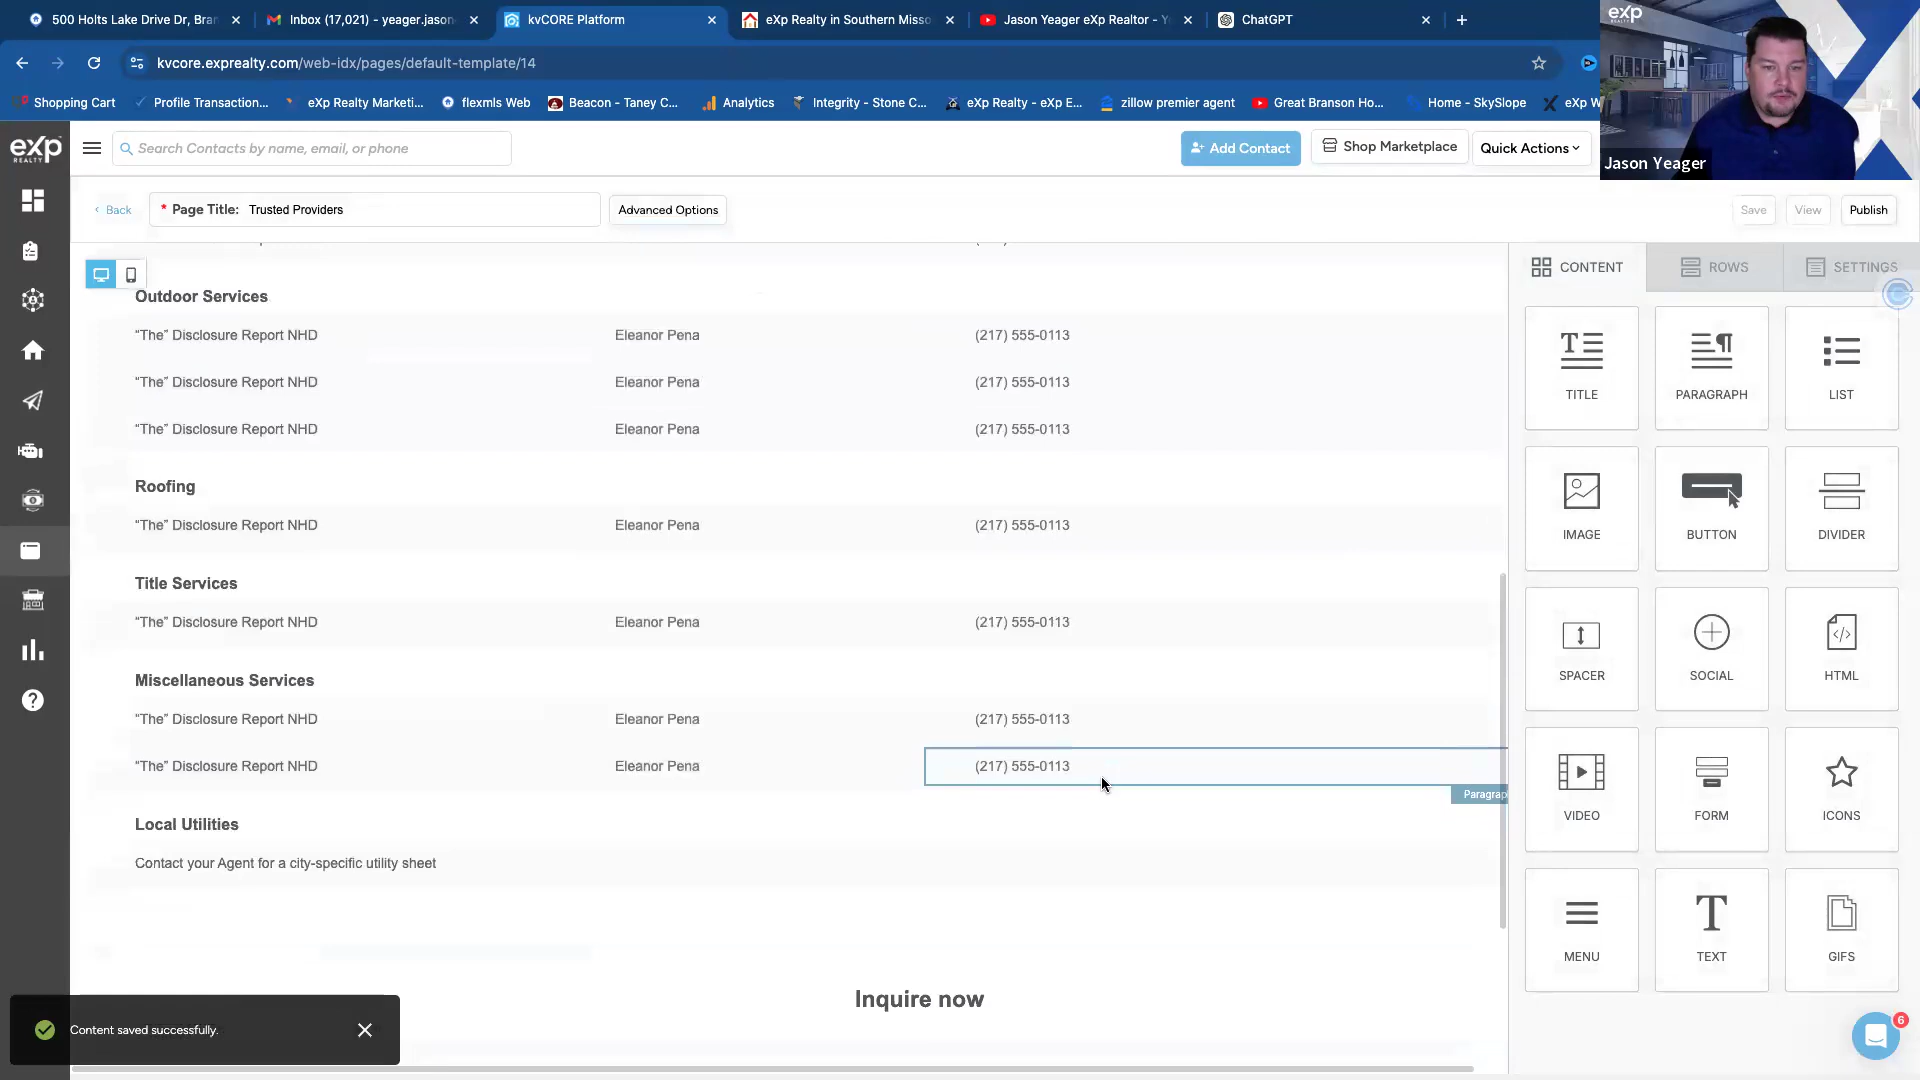 500 Holts Lake Drive Dr, Bran
Inbox (17,021) - yeager.jason
kvCORE Platform
eXp Realty in Southern Misso
Jason Yeager eXp Realtor - Y
ChatGPT
kvcore.exprealty.com/web-idx/pages/default-template/14
Shopping Cart
Profile Transaction...
eXp Realty Marketi...
flexmls Web
Beacon - Taney C...
Analytics
Integrity - Stone C...
eXp Realty - eXp E...
zillow premier agent
Great Branson Ho...
Home - SkySlope
eXp W
eXp
Jason Yeager
eXp
REALTY
Search Contacts by name, email, or phone
Add Contact
Shop Marketplace
Quick Actions
Back
* Page Title: Trusted Providers
Advanced Options
Save
View
Publish
CONTENT
ROWS
SETTINGS
Outdoor Services
“The” Disclosure Report NHD Eleanor Pena (217) 555-0113
“The” Disclosure Report NHD Eleanor Pena (217) 555-0113
“The” Disclosure Report NHD Eleanor Pena (217) 555-0113
Roofing
“The” Disclosure Report NHD Eleanor Pena (217) 555-0113
Title Services
“The” Disclosure Report NHD Eleanor Pena (217) 555-0113
Miscellaneous Services
“The” Disclosure Report NHD Eleanor Pena (217) 555-0113
“The” Disclosure Report NHD Eleanor Pena (217) 555-0113
Paragrap
Local Utilities
Contact your Agent for a city-specific utility sheet
Inquire now
TITLE
PARAGRAPH
LIST
IMAGE
BUTTON
DIVIDER
SPACER
SOCIAL
HTML
VIDEO
FORM
ICONS
MENU
TEXT
GIFS
Content saved successfully.
6